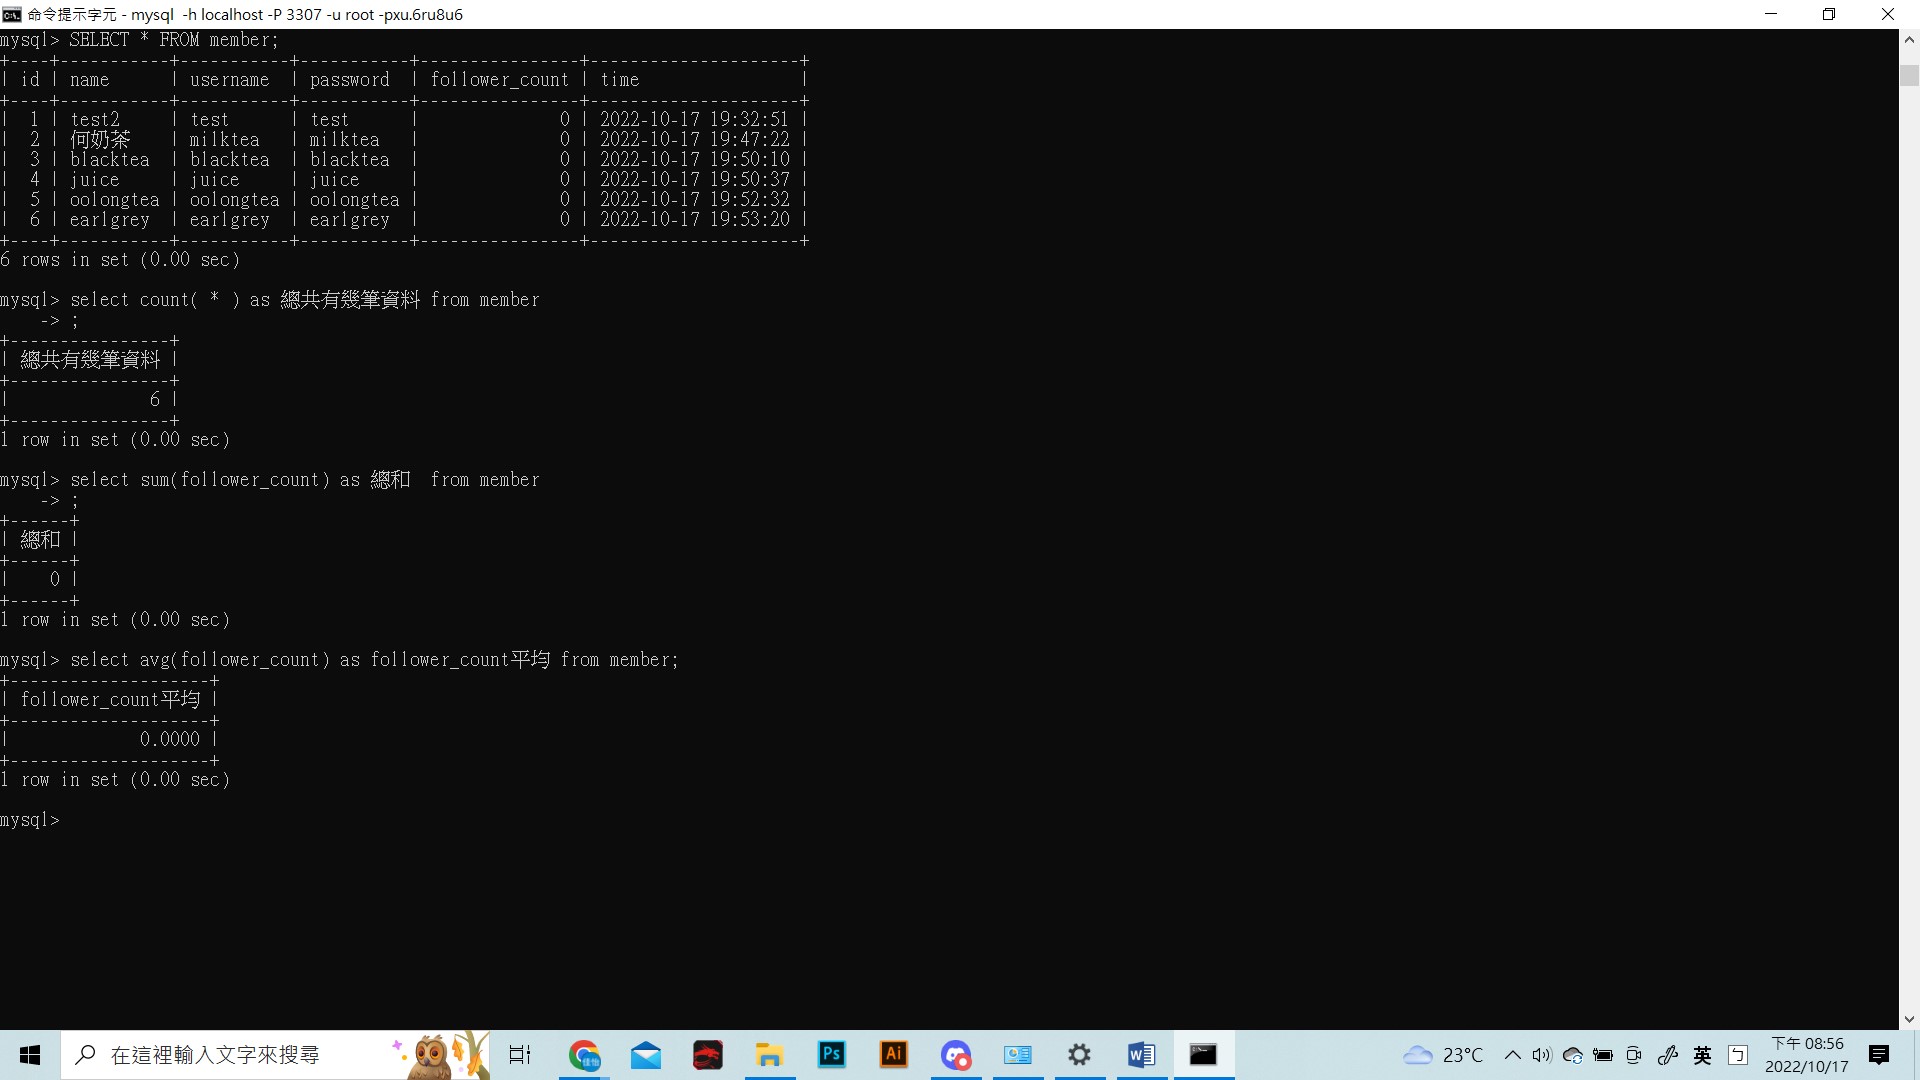 命令提示字元 - mysql  -h localhost -P 3307 -u root -pxu.6ru8u6
mysql> SELECT * FROM member;
+----+-----------+-----------+-----------+----------------+---------------------+
| id | name      | username  | password  | follower_count | time                |
+----+-----------+-----------+-----------+----------------+---------------------+
|  1 | test2     | test      | test      |              0 | 2022-10-17 19:32:51 |
|  2 | 何奶茶    | milktea   | milktea   |              0 | 2022-10-17 19:47:22 |
|  3 | blacktea  | blacktea  | blacktea  |              0 | 2022-10-17 19:50:10 |
|  4 | juice     | juice     | juice     |              0 | 2022-10-17 19:50:37 |
|  5 | oolongtea | oolongtea | oolongtea |              0 | 2022-10-17 19:52:32 |
|  6 | earlgrey  | earlgrey  | earlgrey  |              0 | 2022-10-17 19:53:20 |
+----+-----------+-----------+-----------+----------------+---------------------+
6 rows in set (0.00 sec)
mysql> select count( * ) as 總共有幾筆資料 from member
    -> ;
+----------------+
| 總共有幾筆資料 |
+----------------+
|              6 |
+----------------+
1 row in set (0.00 sec)
mysql> select sum(follower_count) as 總和  from member
    -> ;
+------+
| 總和 |
+------+
|    0 |
+------+
1 row in set (0.00 sec)
mysql> select avg(follower_count) as follower_count平均 from member;
+--------------------+
| follower_count平均 |
+--------------------+
|             0.0000 |
+--------------------+
1 row in set (0.00 sec)
mysql>
在這裡輸入文字來搜尋
佳怡
Ps
Ai
23°C
英
下午 08:56
2022/10/17